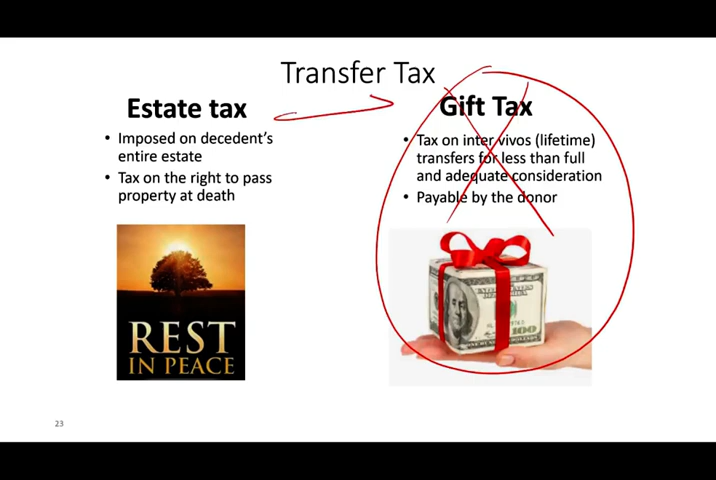 Transfer Tax
Estate tax
• Imposed on decedent's
entire estate
• Tax on the right to pass
property at death
REST
IN PEACE
Gift Tax
• Tax on inter vivos (lifetime)
transfers for less than full
and adequate consideration
• Payable by the donor
100
23